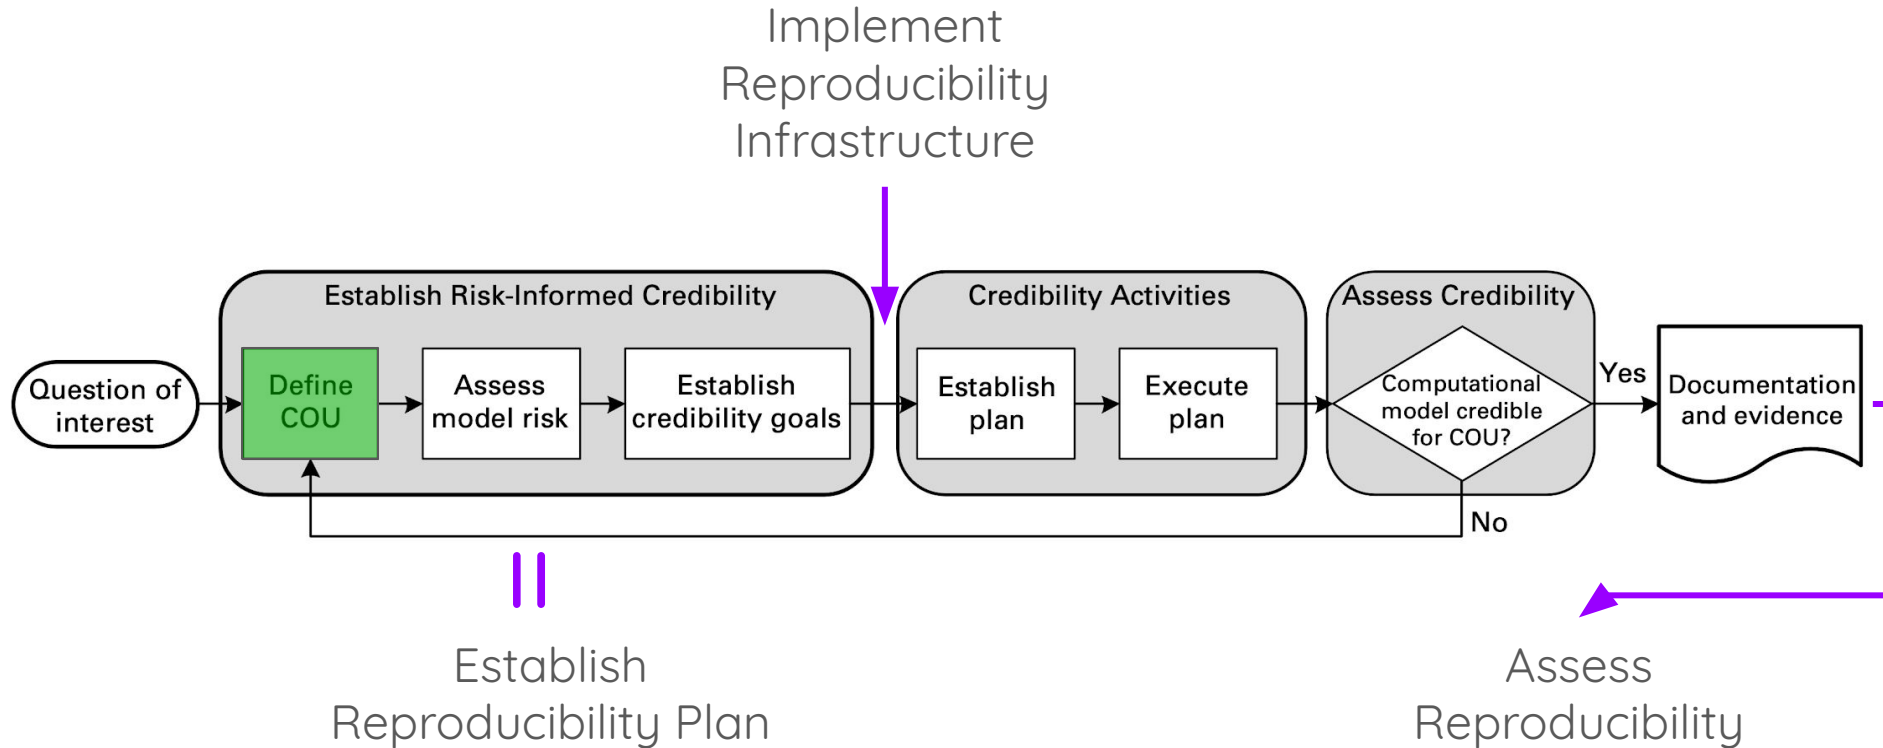 Implement
Reproducibility
Infrastructure
Establish Risk-Informed Credibility
Credibility Activities
Assess Credibility
Question of
interest
Define
COU
Assess
model risk
Establish
credibility goals
Establish
plan
Execute
plan
Computational
model credible
for COU?
Yes
Documentation
and evidence
No
Establish
Reproducibility Plan
Assess
Reproducibility